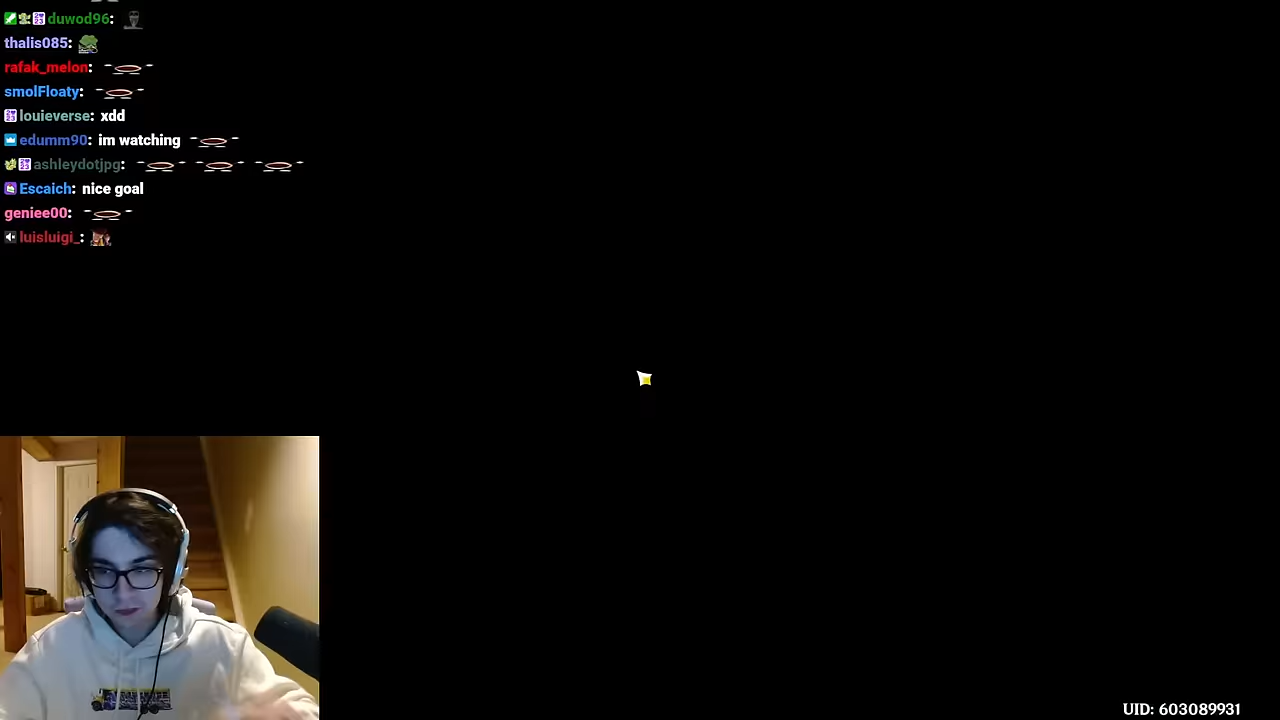 duwod96:
thalis085:
rafak_melon:
smolFloaty:
louieverse: xdd
edumm90: im watching
ashleydotjpg:
Escaich: nice goal
geniee00:
luisluigi_:
UID: 603089931